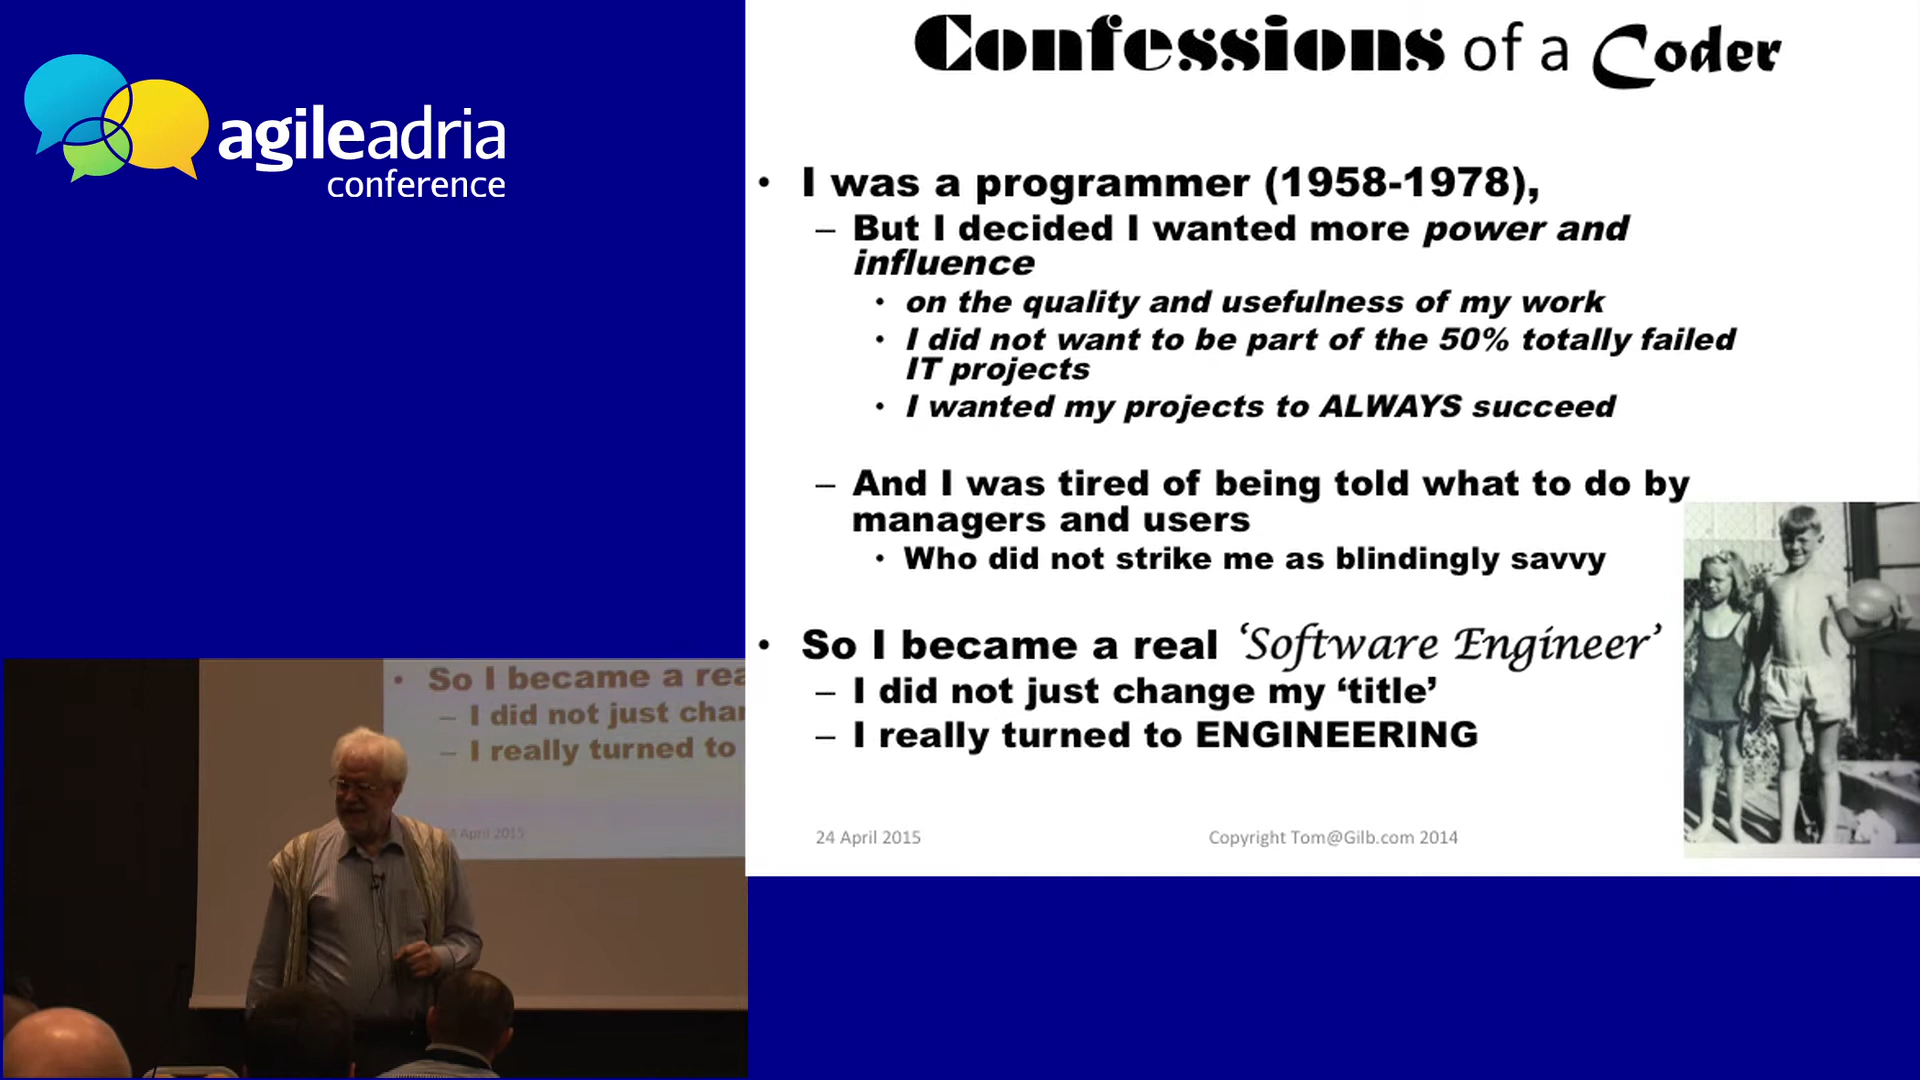 agileadria
conference
Confessions of a Coder
• I was a programmer (1958-1978),
– But I decided I wanted more power and
influence
• on the quality and usefulness of my work
• I did not want to be part of the 50% totally failed
IT projects
• I wanted my projects to ALWAYS succeed
– And I was tired of being told what to do by
managers and users
• Who did not strike me as blindingly savvy
• So I became a real ‘Software Engineer’
– I did not just change my ‘title’
– I really turned to ENGINEERING
24 April 2015
Copyright Tom@Gilb.com 2014
• So I became a rea
– I did not just char
– I really turned to
April 2015